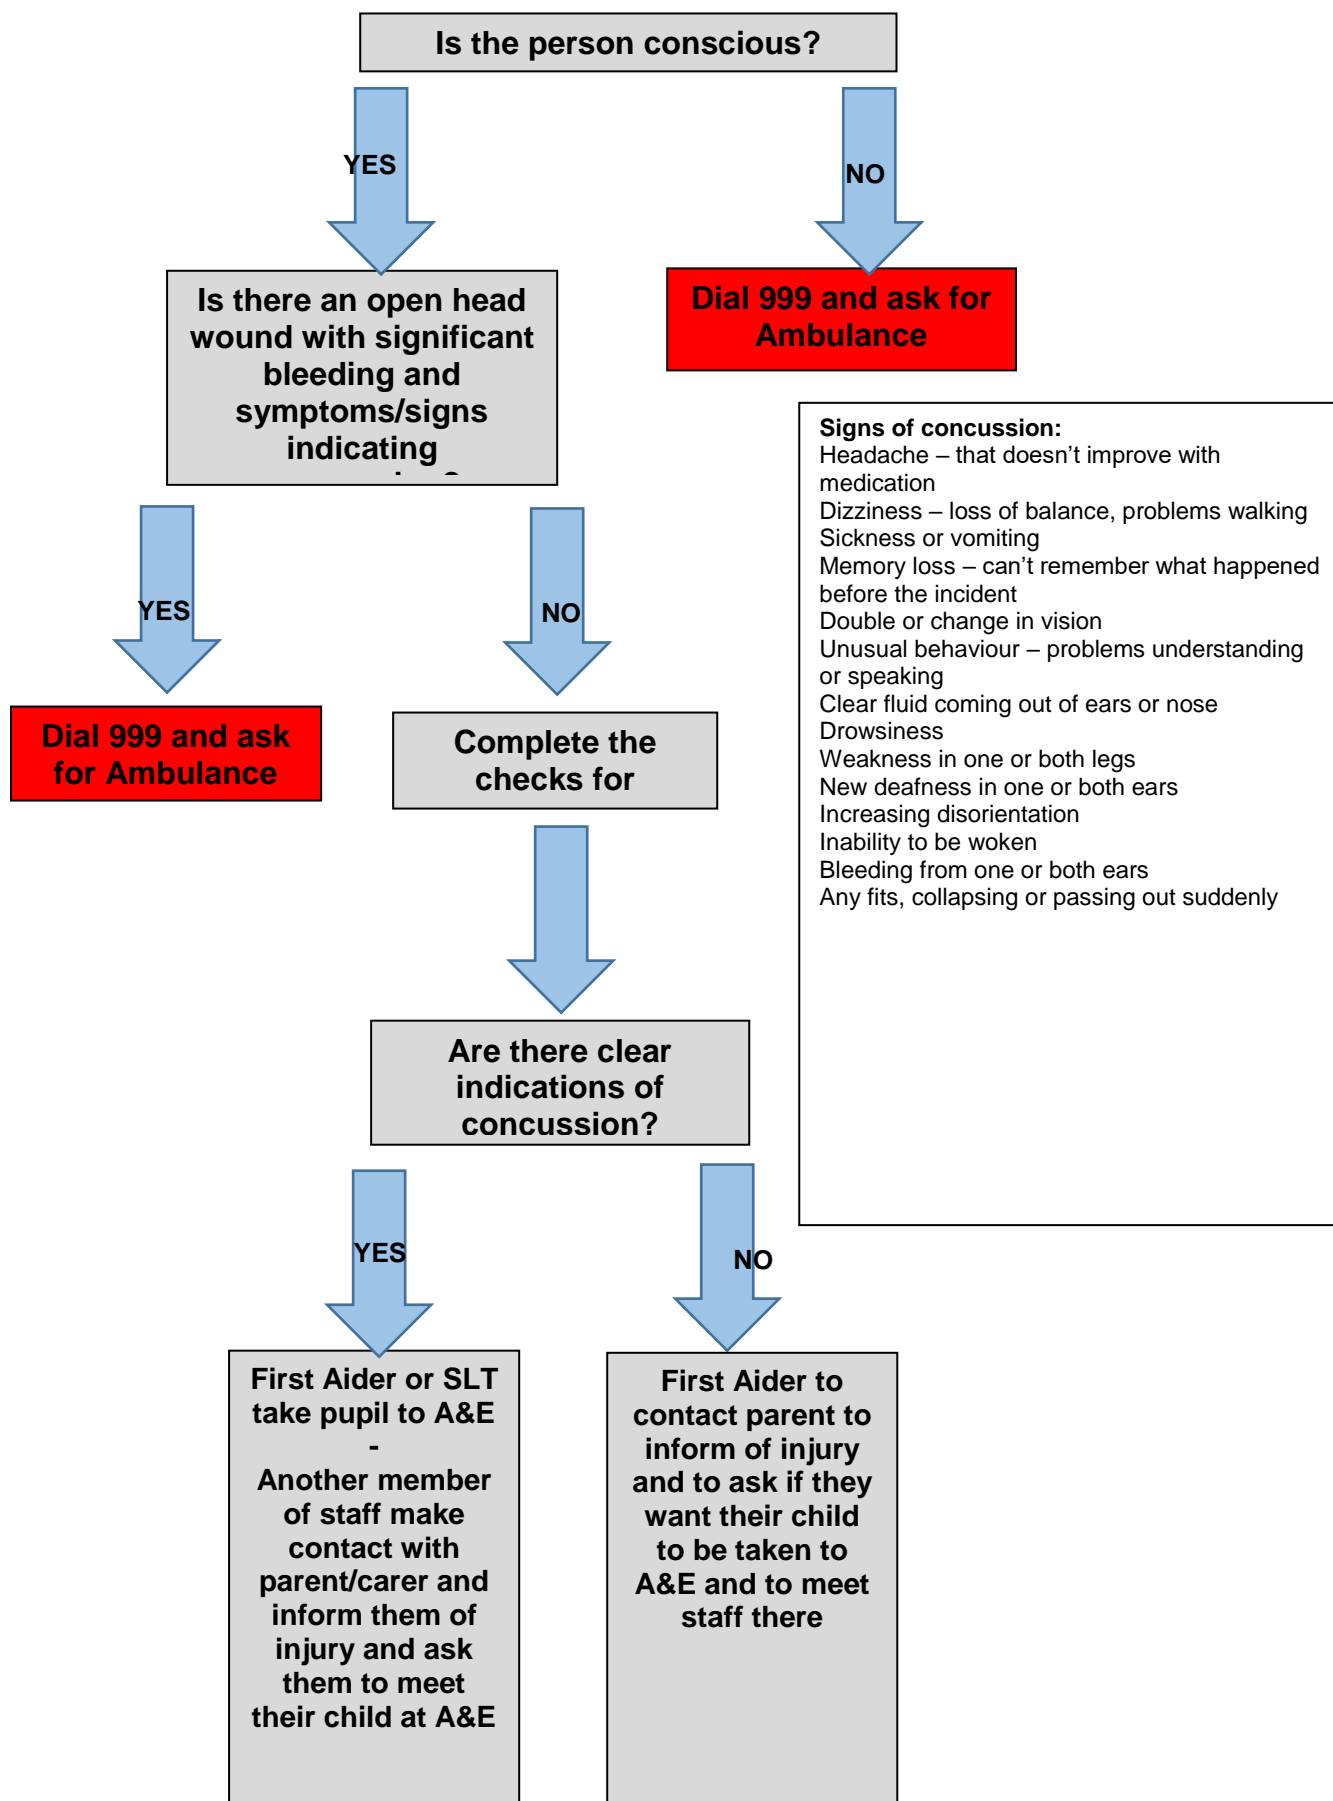 Is the person conscious?
YES
NO
Is there an open head
wound with significant
bleeding and
symptoms/signs
indicating
Dial 999 and ask for
Ambulance
Signs of concussion:
Headache – that doesn’t improve with
medication
Dizziness – loss of balance, problems walking
Sickness or vomiting
Memory loss – can’t remember what happened
before the incident
Double or change in vision
Unusual behaviour – problems understanding
or speaking
Clear fluid coming out of ears or nose
Drowsiness
Weakness in one or both legs
New deafness in one or both ears
Increasing disorientation
Inability to be woken
Bleeding from one or both ears
Any fits, collapsing or passing out suddenly
YES
NO
Dial 999 and ask
for Ambulance
Complete the
checks for
Are there clear
indications of
concussion?
YES
NO
First Aider or SLT
take pupil to A&E
-
Another member
of staff make
contact with
parent/carer and
inform them of
injury and ask
them to meet
their child at A&E
First Aider to
contact parent to
inform of injury
and to ask if they
want their child
to be taken to
A&E and to meet
staff there